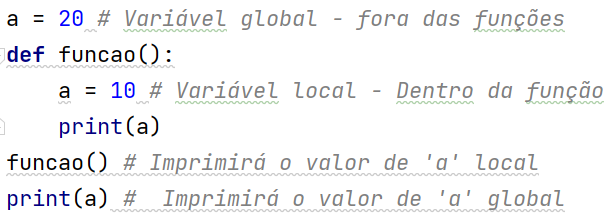 a = 20 # Variável global - fora das funções
def funcao():
    a = 10 # Variável local - Dentro da função
    print(a)
funcao() # Imprimirá o valor de 'a' local
print(a) #  Imprimirá o valor de 'a' global